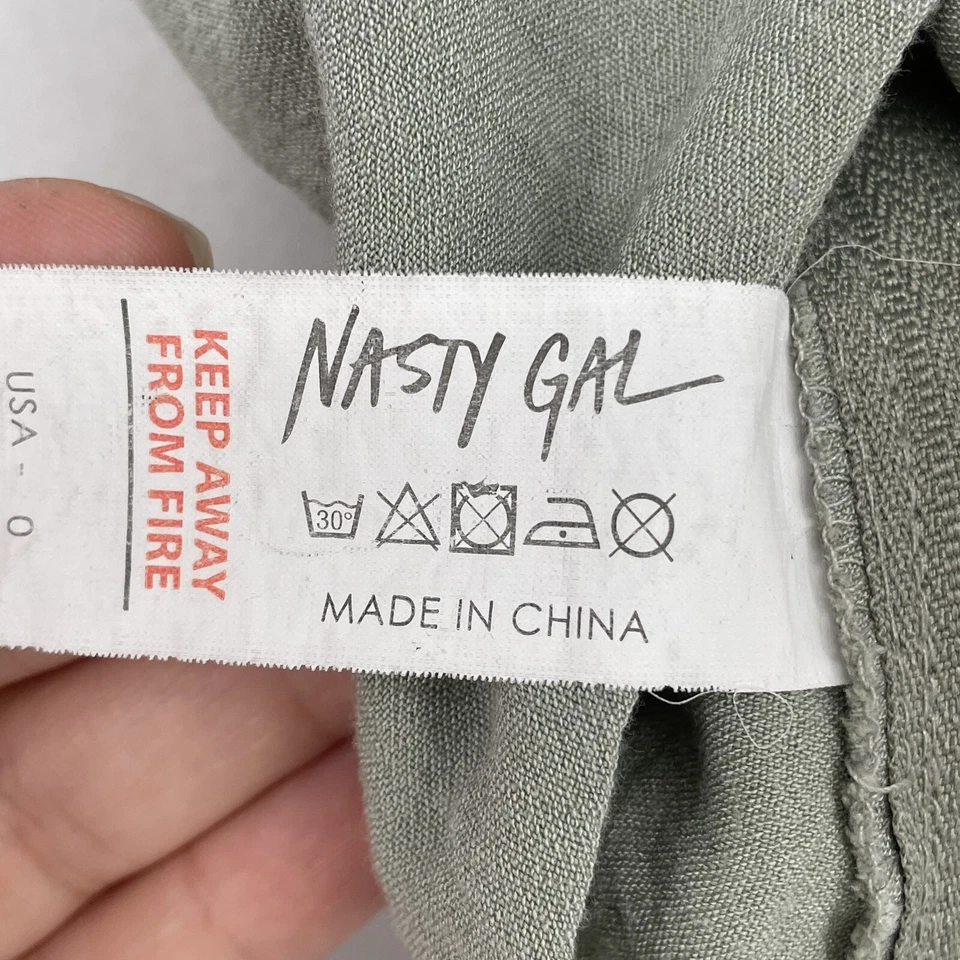 NASTY GAL
30°
MADE IN CHINA
KEEP AWAY
FROM FIRE
USA - 0